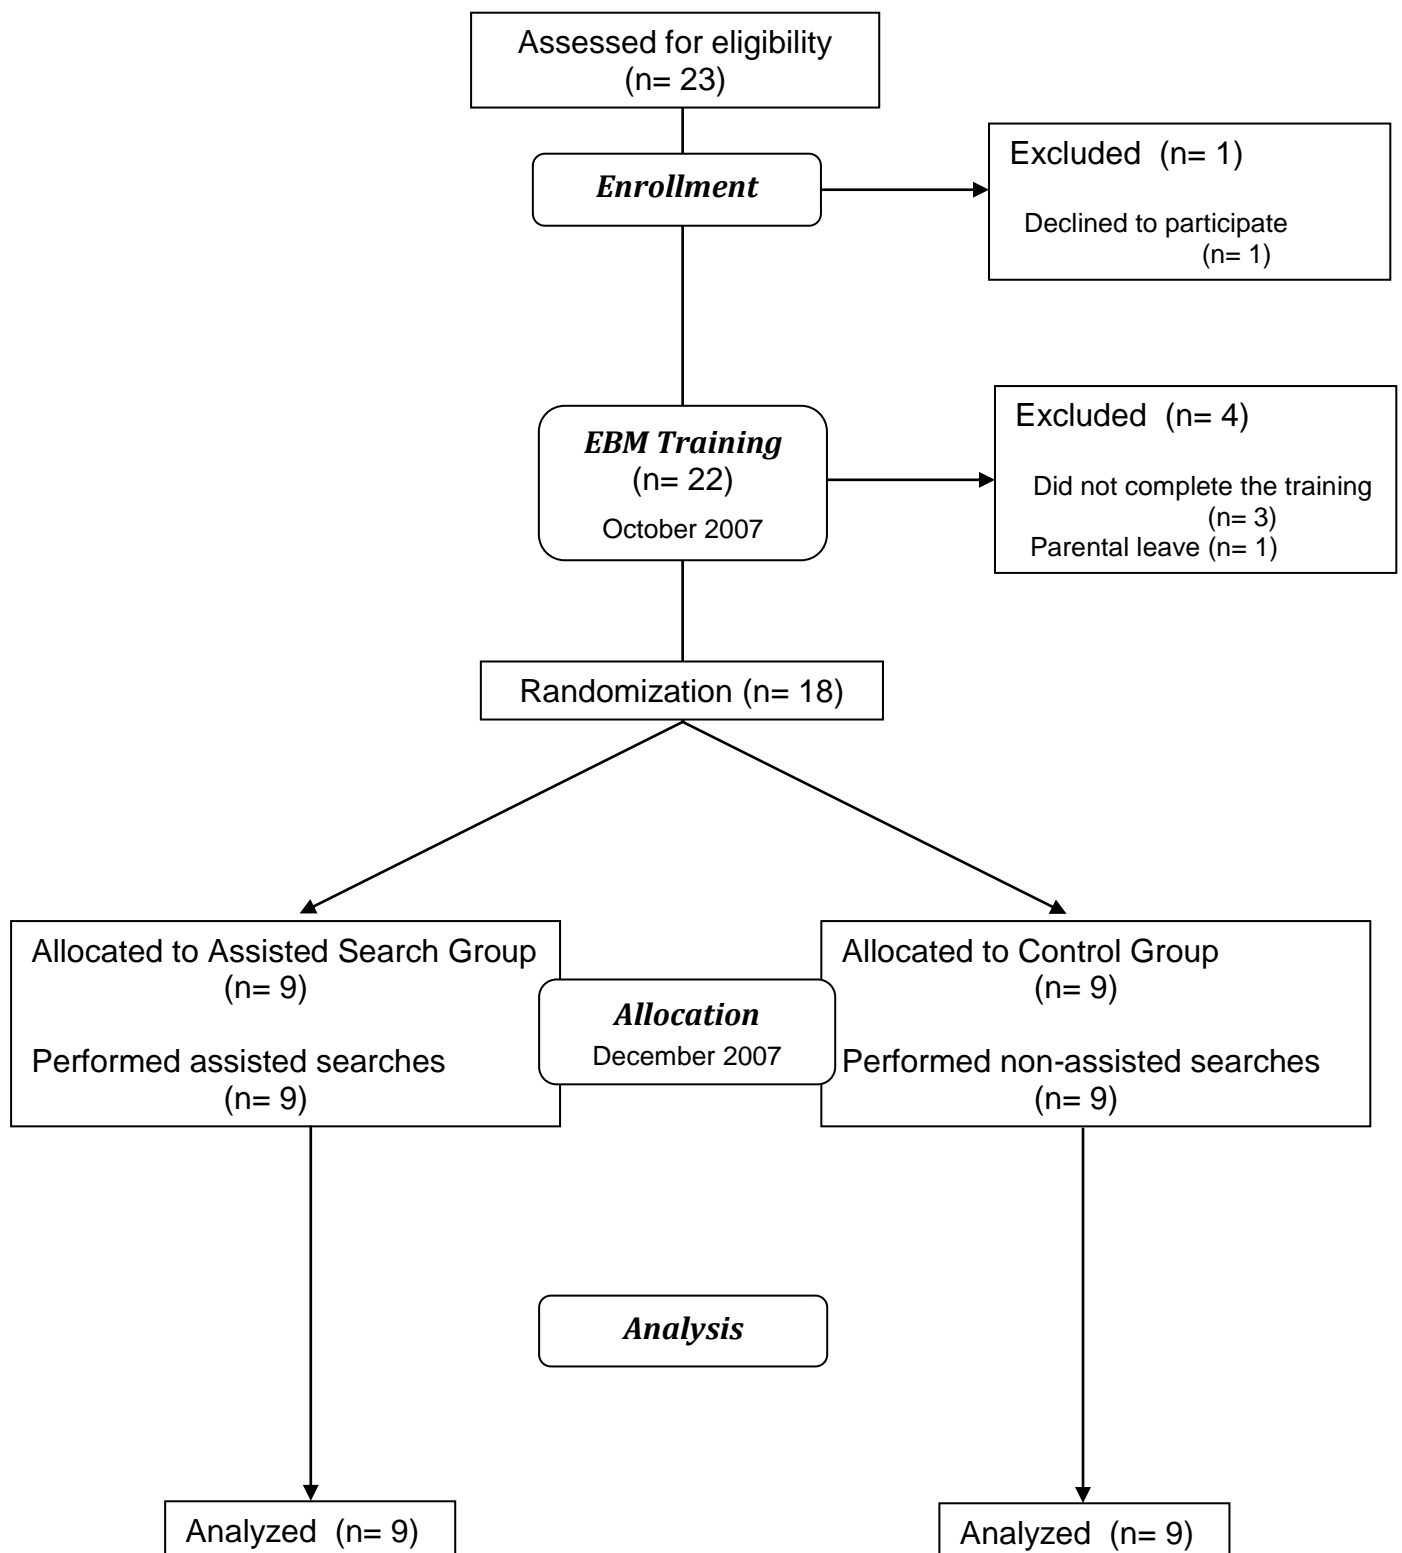 Assessed for eligibility
(n= 23)
Enrollment
Excluded (n= 1)
Declined to participate
(n= 1)
EBM Training
(n= 22)
October 2007
Excluded (n= 4)
Did not complete the training
(n= 3)
Parental leave (n= 1)
Randomization (n= 18)
Allocated to Assisted Search Group
(n= 9)
Performed assisted searches
(n= 9)
Allocation
December 2007
Allocated to Control Group
(n= 9)
Performed non-assisted searches
(n= 9)
Analysis
Analyzed (n= 9)
Analyzed (n= 9)